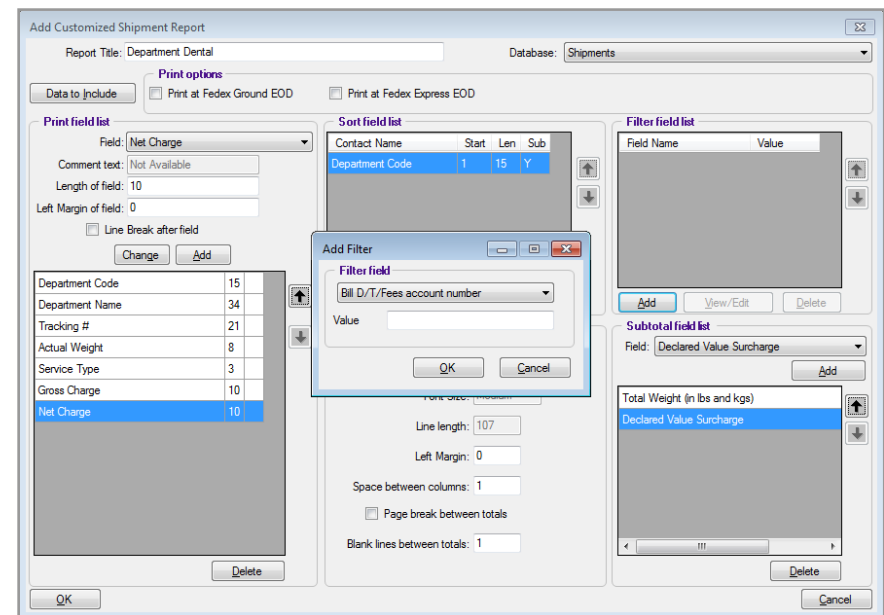 Add Customized Shipment Report
Report Title: Department Dental
Database: Shipments
Data to Include
Print options
Print at Fedex Ground EOD
Print at Fedex Express EOD
Print field list
Field: Net Charge
Comment text: Not Available
Length of field: 10
Left Margin of field: 0
Line Break after field
Change
Add
Department Code 15
Department Name 34
Tracking # 21
Actual Weight 8
Service Type 3
Gross Charge 10
Net Charge 10
Delete
Sort field list
Contact Name Start Len Sub
Department Code 1 15 Y
Add Filter
Filter field
Bill D/T/Fees account number
Value
OK
Cancel
Line length: 107
Left Margin: 0
Space between columns: 1
Page break between totals
Blank lines between totals: 1
Filter field list
Field Name Value
Add
View/Edit
Delete
Subtotal field list
Field: Declared Value Surcharge
Add
Total Weight (in lbs and kgs)
Declared Value Surcharge
Delete
OK
Cancel